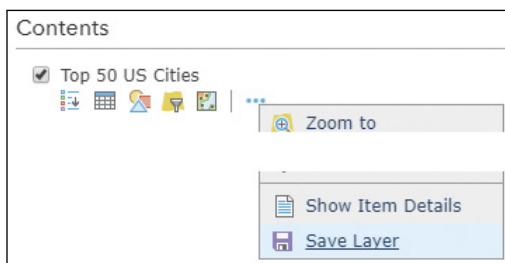 Contents
Top 50 US Cities
Zoom to
Show Item Details
Save Layer